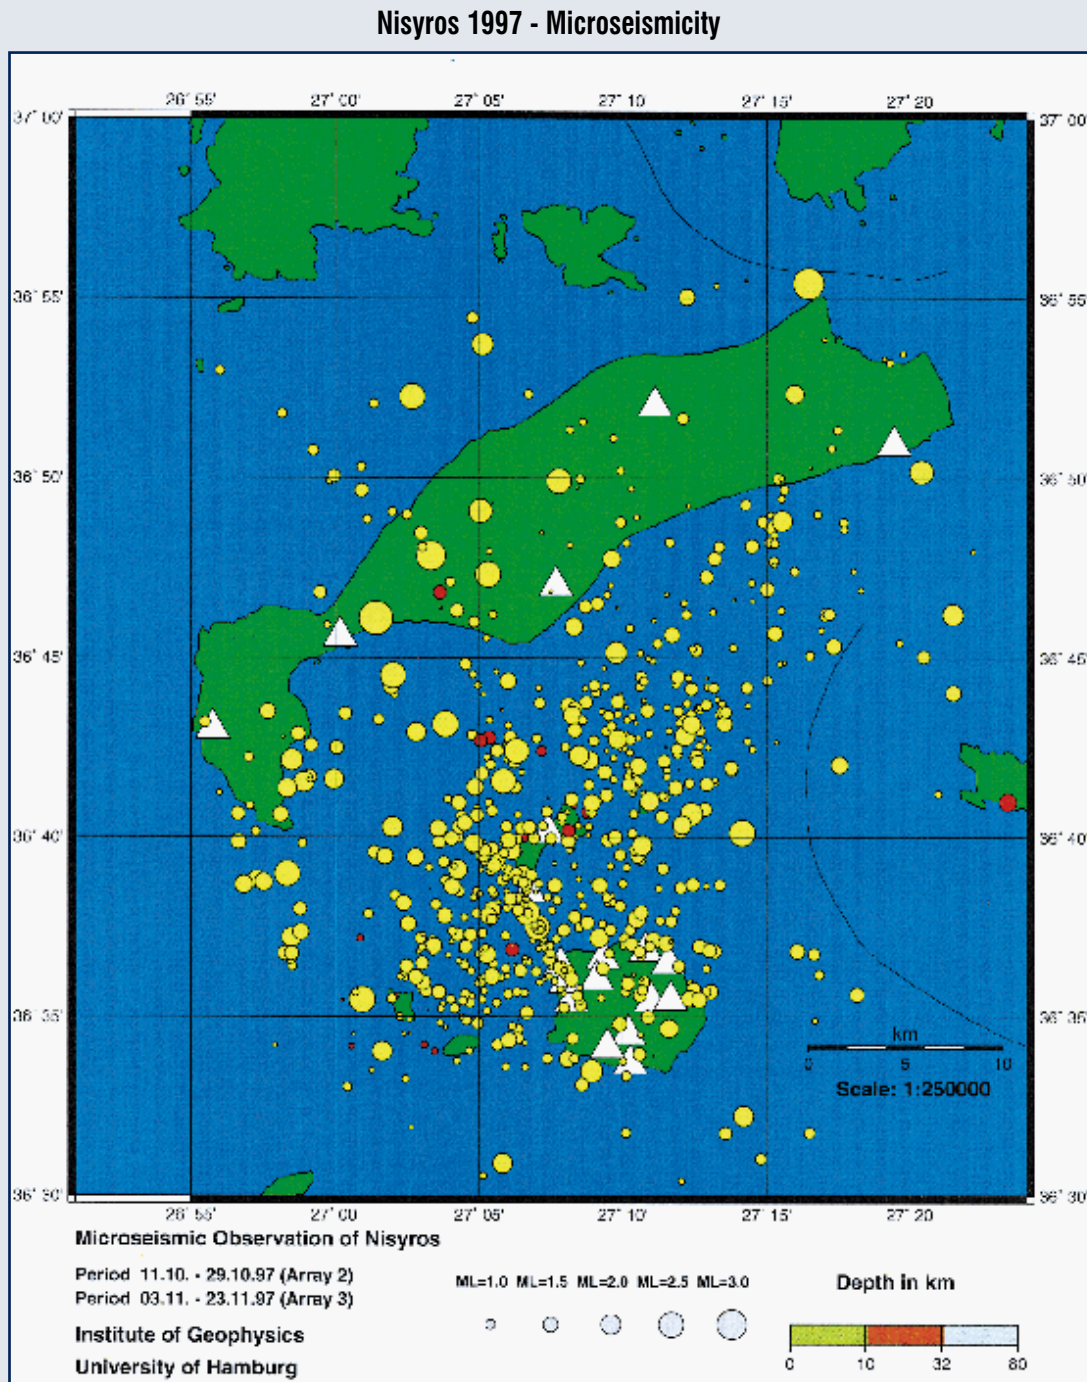 Nisyros 1997 - Microseismicity
26° 55' 27° 00' 27° 05' 27° 10' 27° 15' 27° 20'
37° 00' 37° 00'
36° 55' 36° 55'
36° 50' 36° 50'
36° 45' 36° 45'
36° 40' 36° 40'
36° 35' 36° 35'
km
0 5 10
Scale: 1:250000
36° 30' 36° 30'
26° 55' 27° 00' 27° 05' 27° 10' 27° 15' 27° 20'
Microseismic Observation of Nisyros
Period 11.10. - 29.10.97 (Array 2)
Period 03.11. - 23.11.97 (Array 3)
Institute of Geophysics
University of Hamburg
ML=1.0 ML=1.5 ML=2.0 ML=2.5 ML=3.0
Depth in km
0 10 32 80